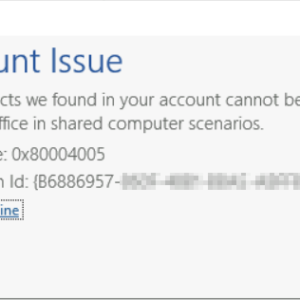 unt Issue
cts we found in your account cannot be
ffice in shared computer scenarios.
e: 0x80004005
n Id: {B6886957-
ine